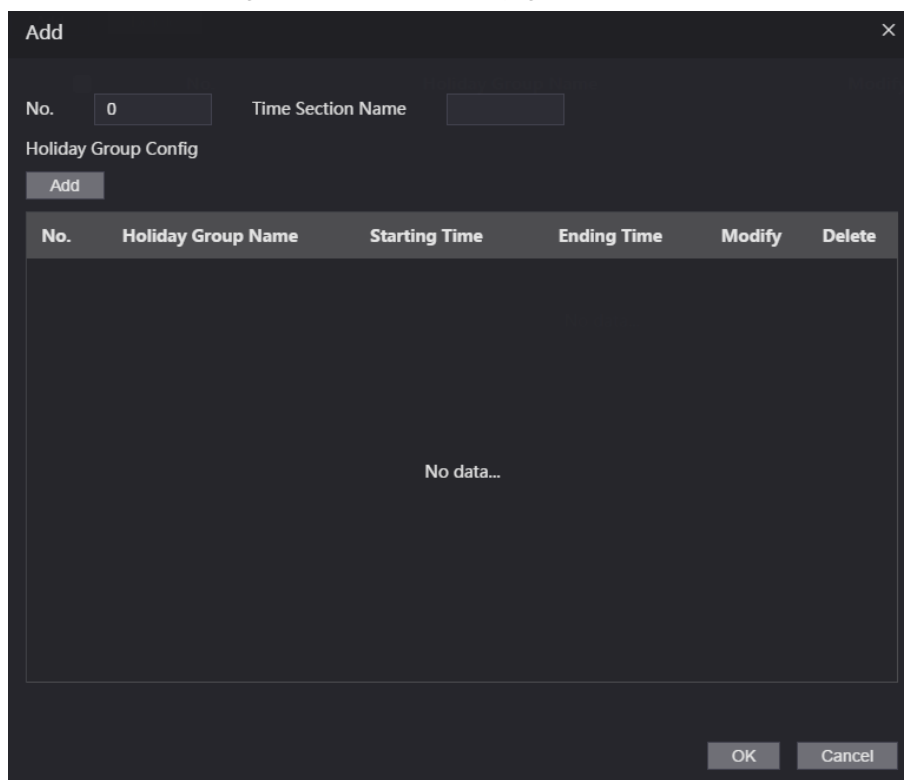 Add ×
No. 0 Time Section Name
Holiday Group Config
Add
No. Holiday Group Name Starting Time Ending Time Modify Delete
No data...
OK Cancel